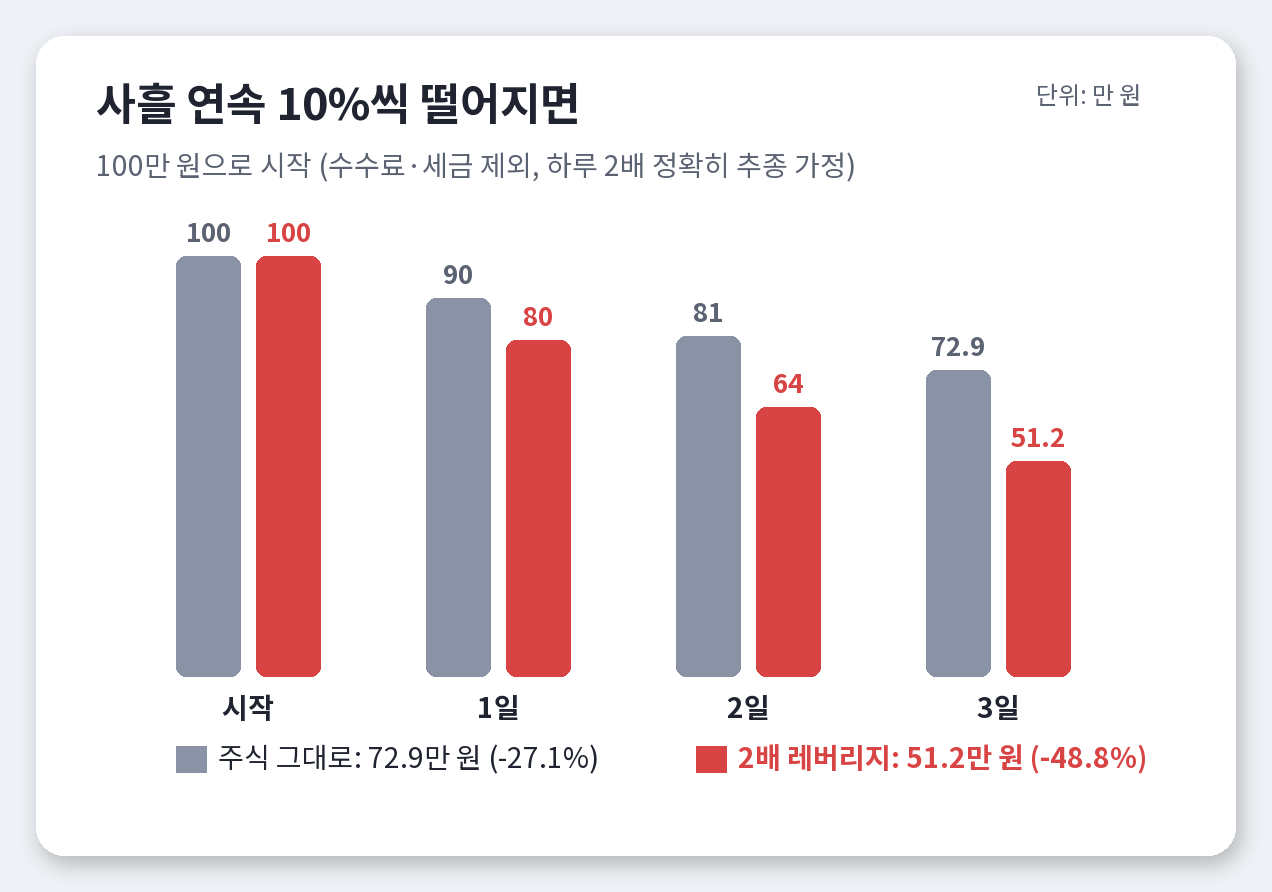 사흘 연속 10%씩 떨어지면
단위: 만 원
100만 원으로 시작 (수수료·세금 제외, 하루 2배 정확히 추종 가정)
100 100
90 80
81 64
72.9 51.2
시작 1일 2일 3일
주식 그대로: 72.9만 원 (-27.1%)
2배 레버리지: 51.2만 원 (-48.8%)